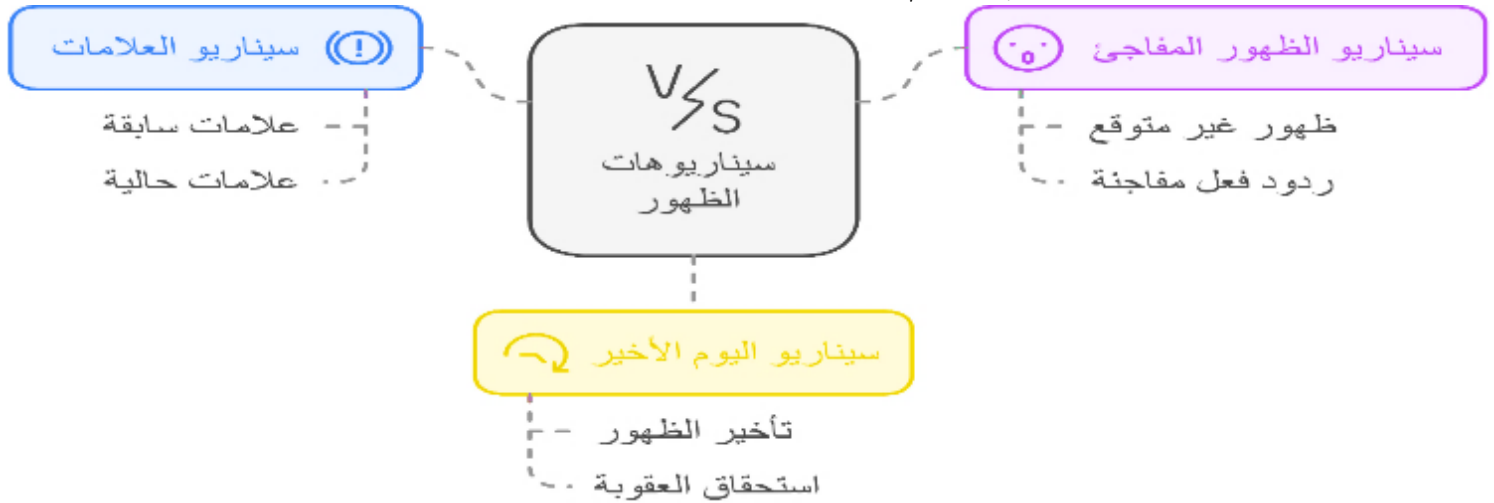 سيناريو الظهور المفاجئ
ظهور غير متوقع
ردود فعل مفاجئة
V/S
سيناريوهات
الظهور
سيناريو العلامات
علامات سابقة
علامات حالية
سيناريو اليوم الأخير
تأخير الظهور
استحقاق العقوبة